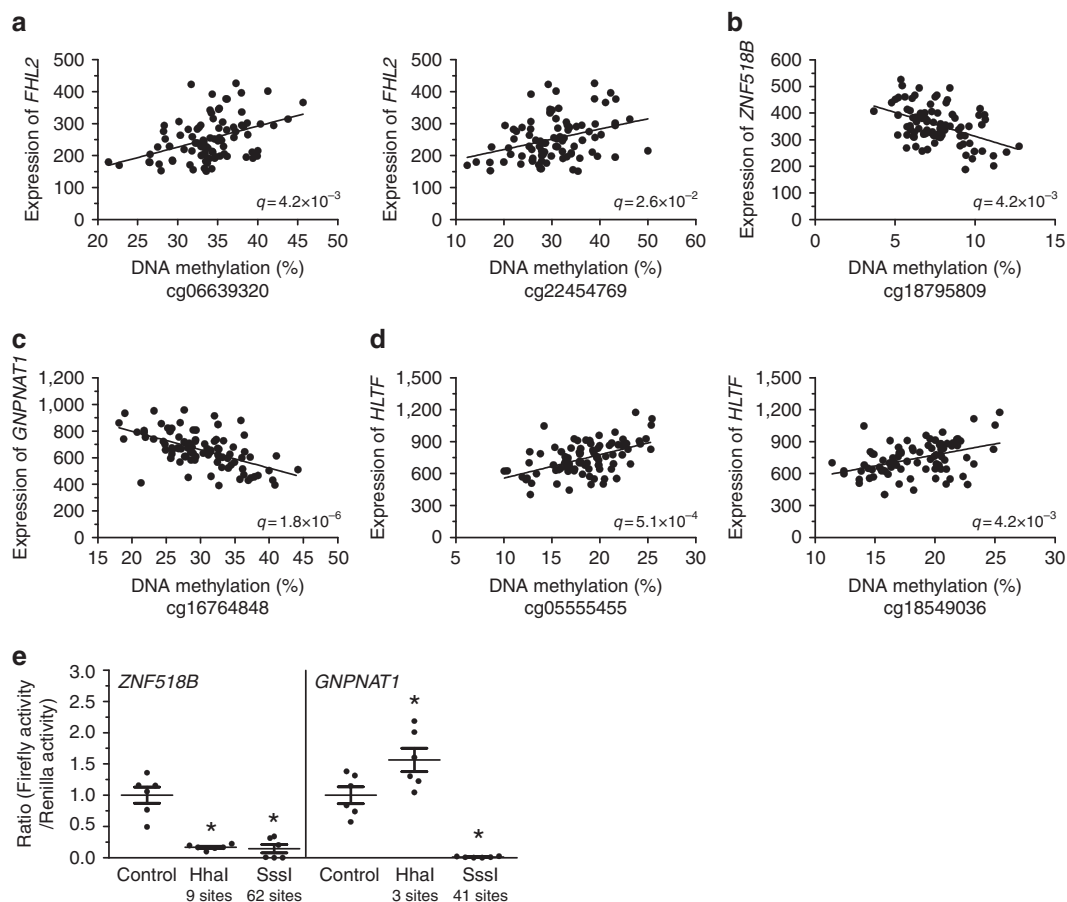 a
Expression of FHL2
500
400
300
200
100
0
q=4.2×10−3
20 25 30 35 40 45 50
DNA methylation (%)
cg06639320
Expression of FHL2
500
400
300
200
100
0
q=2.6×10−2
10 20 30 40 50 60
DNA methylation (%)
cg22454769
b
Expression of ZNF518B
600
500
400
300
200
100
0
q=4.2×10−3
0 5 10 15
DNA methylation (%)
cg18795809
c
Expression of GNPNAT1
1,200
1,000
800
600
400
200
0
q=1.8×10−6
15 20 25 30 35 40 45 50
DNA methylation (%)
cg16764848
d
Expression of HLTF
1,500
1,200
900
600
300
0
q=5.1×10−4
5 10 15 20 25 30
DNA methylation (%)
cg05555455
Expression of HLTF
1,500
1,200
900
600
300
0
q=4.2×10−3
10 15 20 25 30
DNA methylation (%)
cg18549036
e
Ratio (Firefly activity
/Renilla activity)
3.0
2.5
2.0
1.5
1.0
0.5
0.0
ZNF518B
GNPNAT1
* * * *
Control HhaI SssI Control HhaI SssI
9 sites 62 sites 3 sites 41 sites